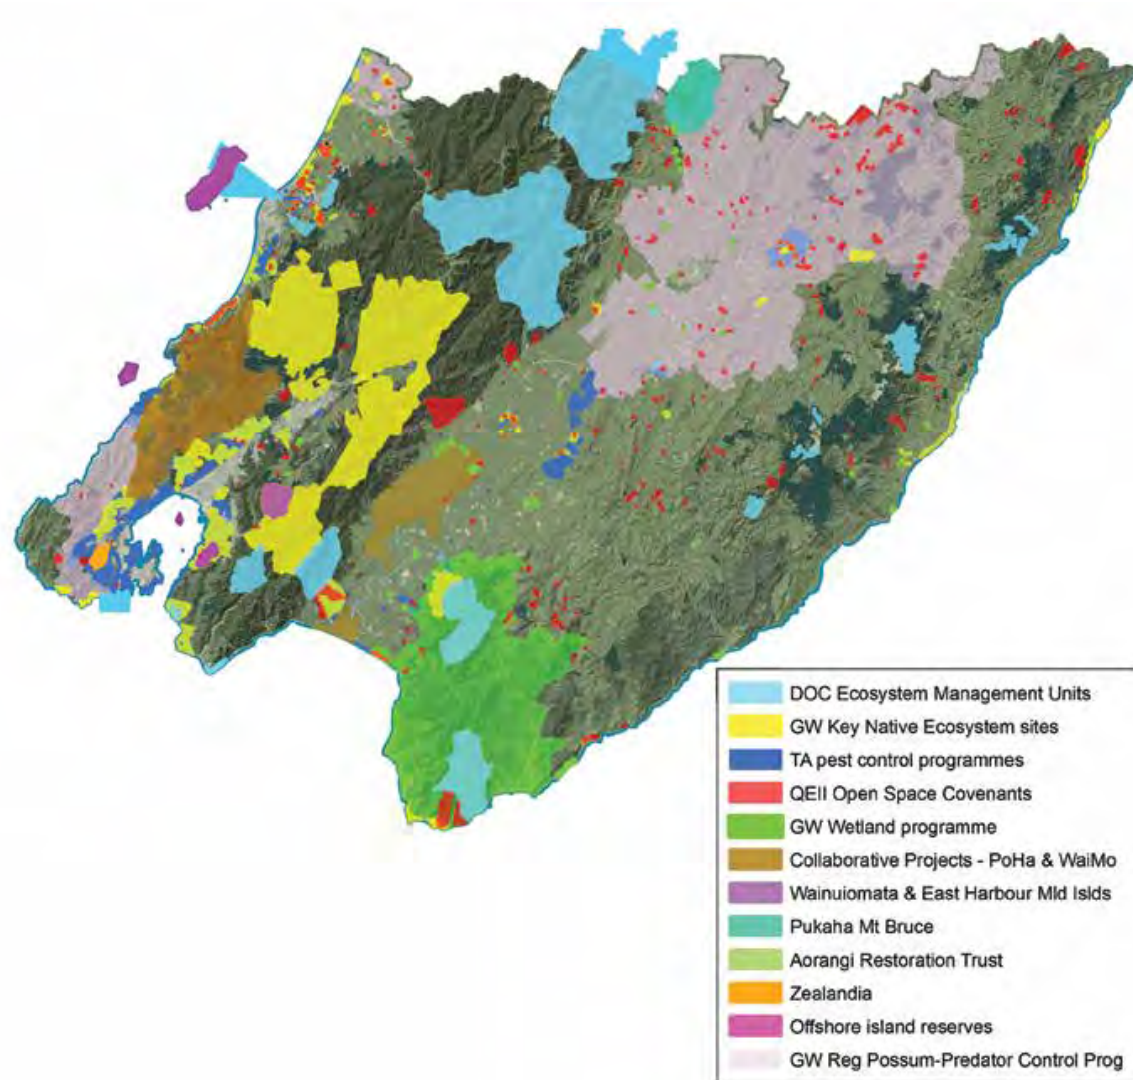 DOC Ecosystem Management Units
GW Key Native Ecosystem sites
TA pest control programmes
QEII Open Space Covenants
GW Wetland programme
Collaborative Projects - PoHa & WaiMo
Wainuiomata & East Harbour Mld Islds
Pukaha Mt Bruce
Aorangi Restoration Trust
Zealandia
Offshore island reserves
GW Reg Possum-Predator Control Prog